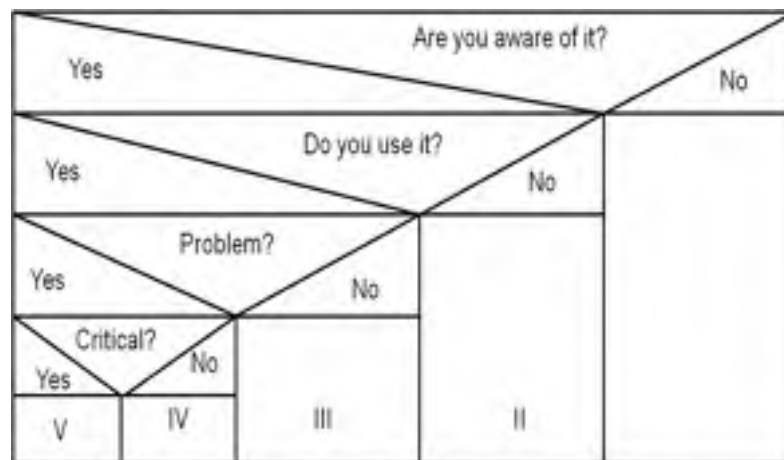 Are you aware of it?
Yes
No
Do you use it?
Yes
No
Problem?
Yes
No
Critical?
Yes
No
V
IV
III
II